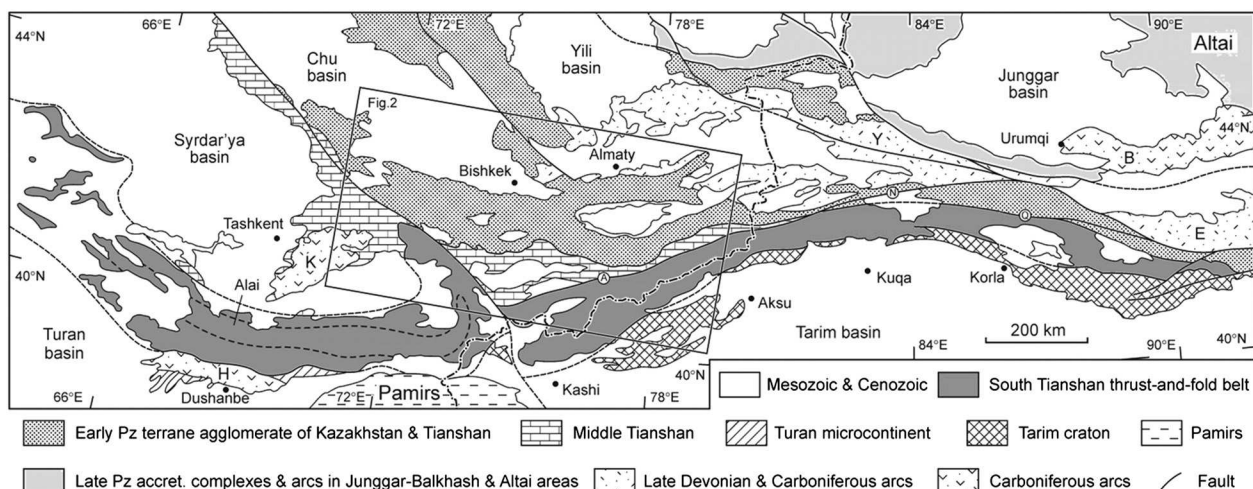 66°E
72°E
78°E
84°E
90°E
44°N
Altai
Chu
basin
Yili
basin
Junggar
basin
Fig.2
44°N
Syrdar'ya
basin
Urumqi
Y
B
Almaty
Bishkek
N
Tashkent
O
E
K
40°N
A
Kuqa
Korla
Alai
Aksu
Turan
basin
Tarim basin
200 km
H
84°E
90°E
40°N
Dushanbe
Pamirs
Kashi
40°N
66°E
72°E
78°E
Mesozoic & Cenozoic
South Tianshan thrust-and-fold belt
Early Pz terrane agglomerate of Kazakhstan & Tianshan
Middle Tianshan
Turan microcontinent
Tarim craton
Pamirs
Late Pz accret. complexes & arcs in Junggar-Balkhash & Altai areas
Late Devonian & Carboniferous arcs
Carboniferous arcs
Fault